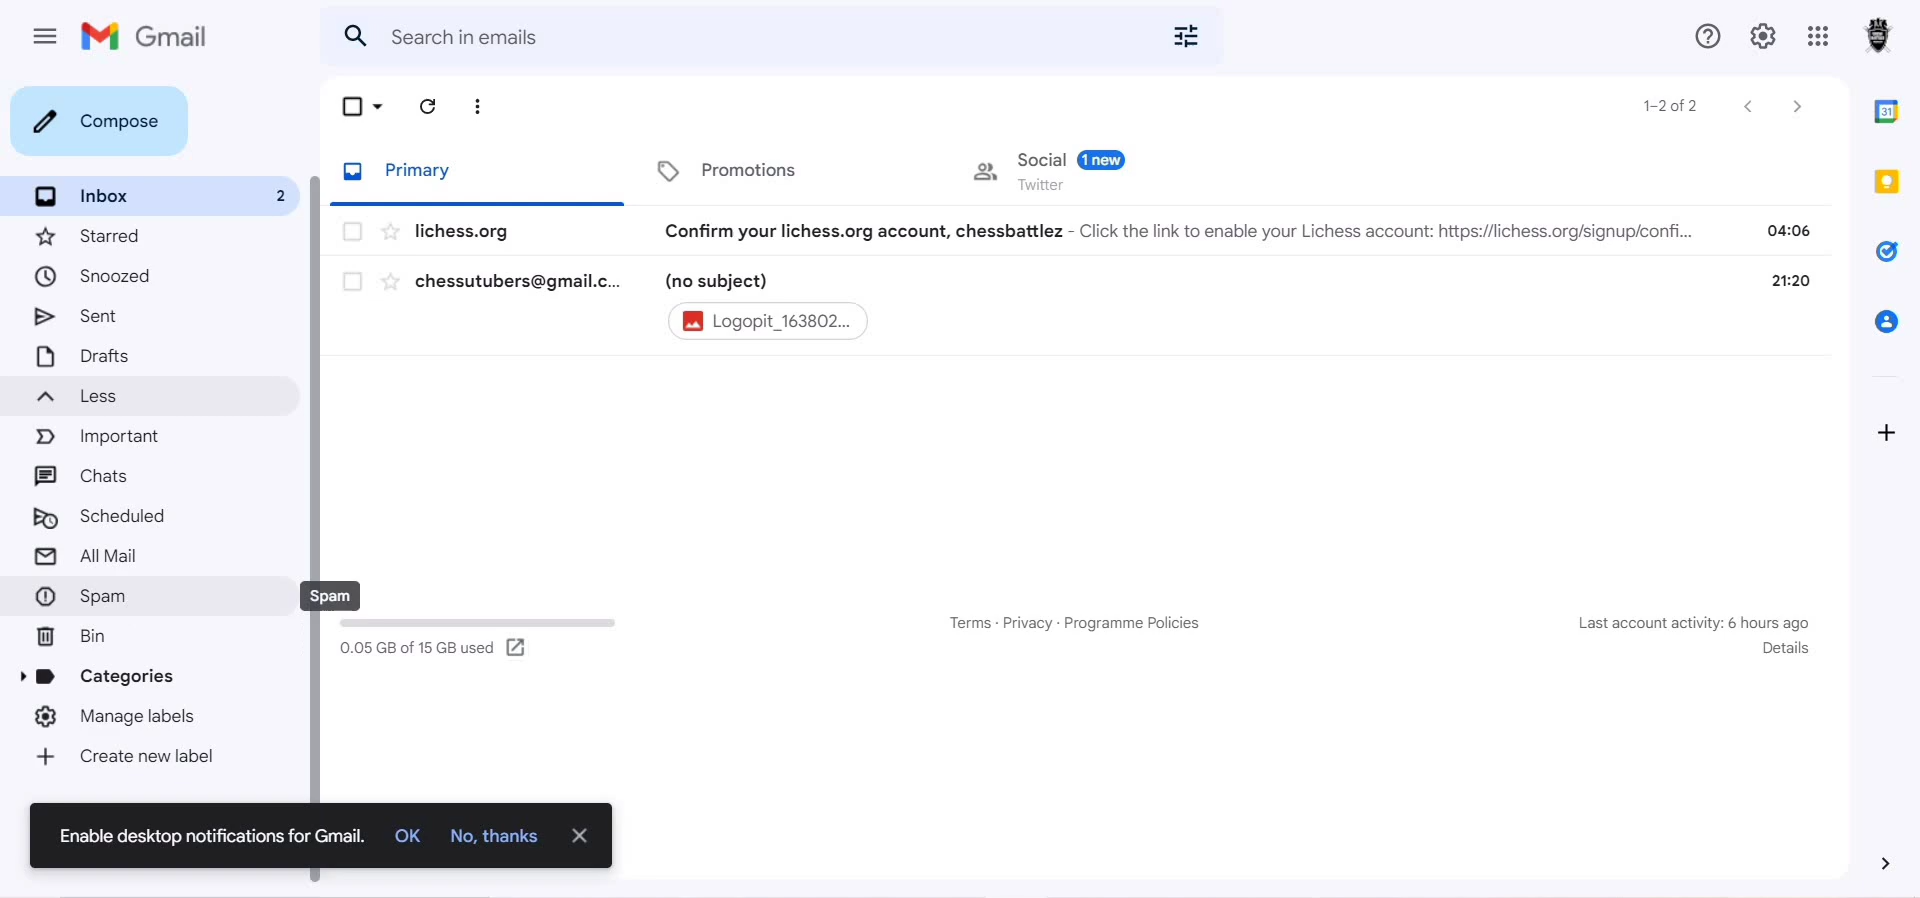 Gmail
Search in emails
Compose
1–2 of 2
Primary
Promotions
Social 1 new
Twitter
Inbox 2
Starred
Snoozed
Sent
Drafts
Less
Important
Chats
Scheduled
All Mail
Spam
Bin
Categories
Manage labels
Create new label
lichess.org Confirm your lichess.org account, chessbattlez - Click the link to enable your Lichess account: https://lichess.org/signup/confi... 04:06
chessutubers@gmail.c... (no subject) 21:20
Logopit_163802...
Spam
0.05 GB of 15 GB used
Terms · Privacy · Programme Policies
Last account activity: 6 hours ago
Details
Enable desktop notifications for Gmail. OK No, thanks
31